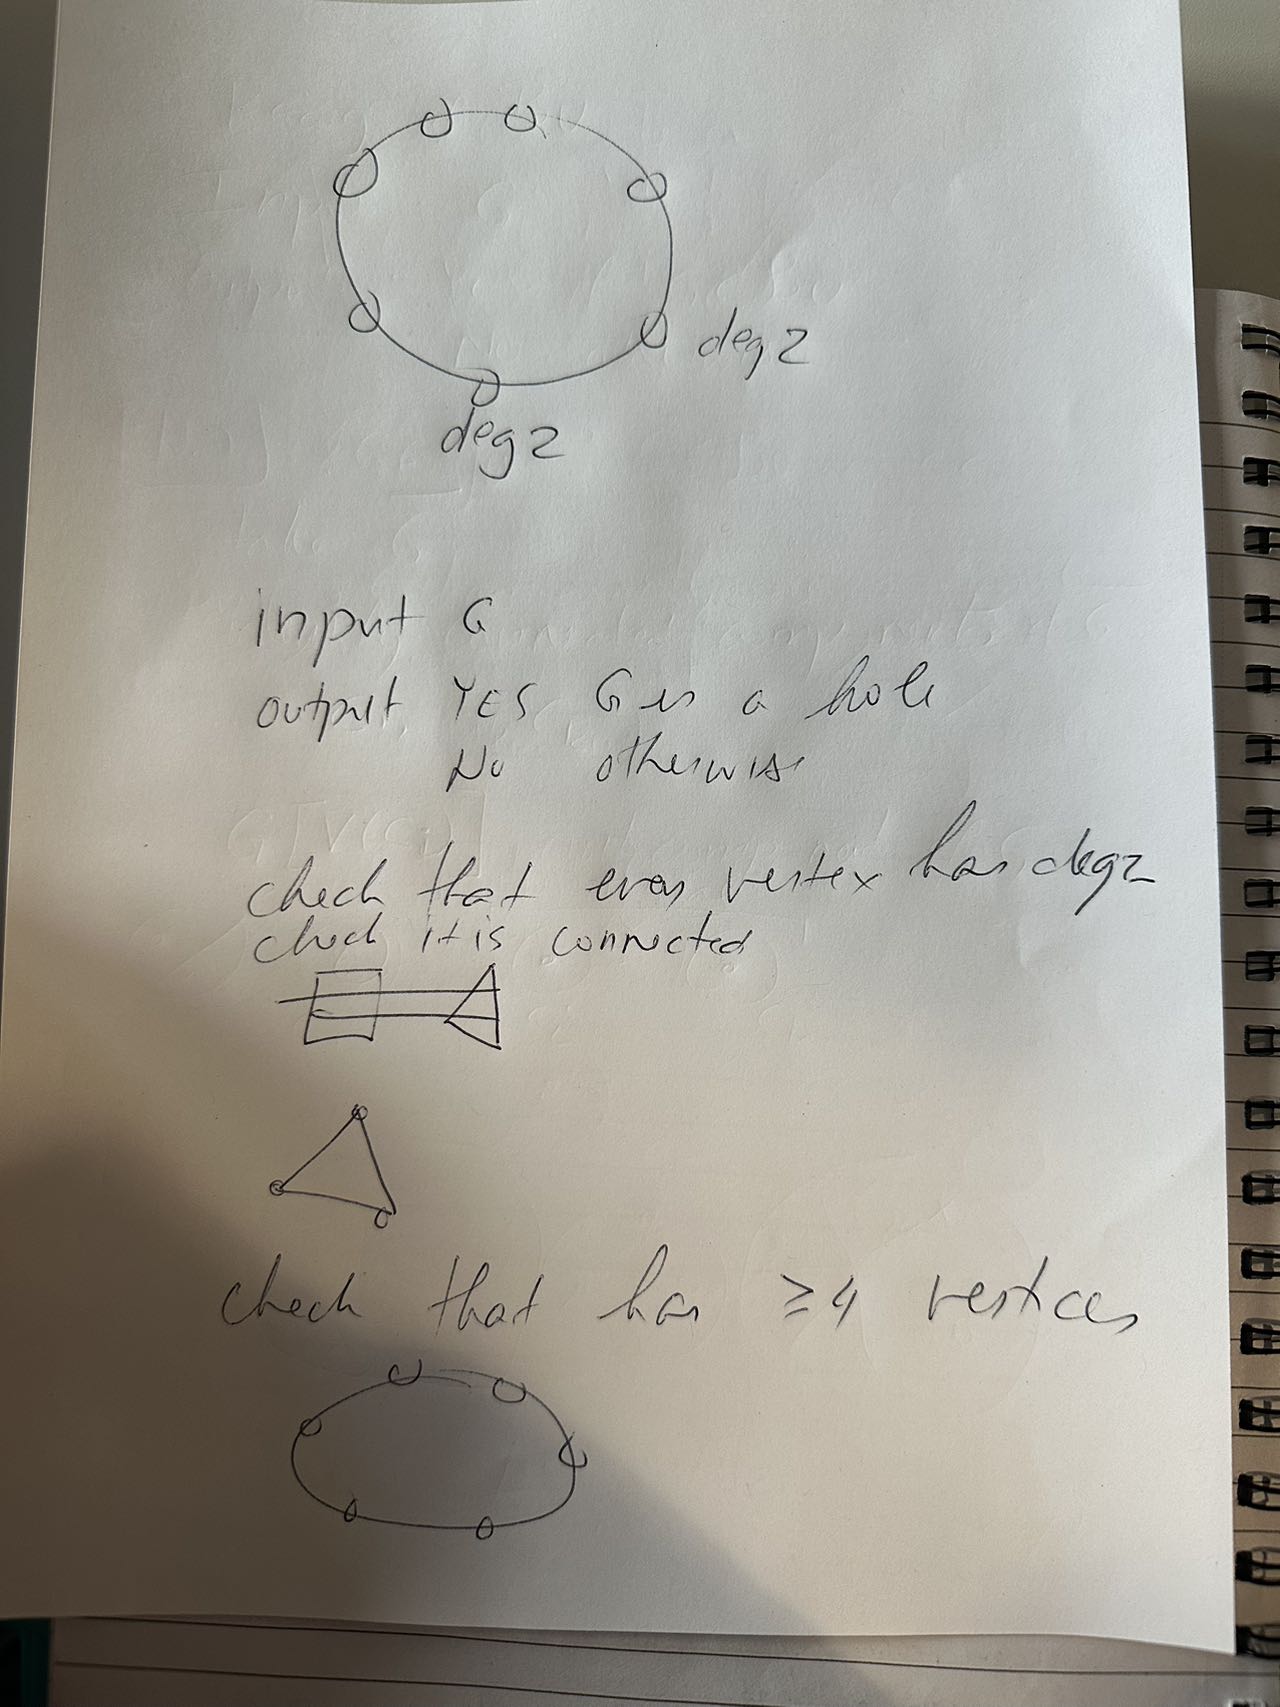 deg 2
deg 2
input G
output YES G is a hole
No otherwise
check that every vertex has deg 2
check it is connected
check that has ≥4 vertices